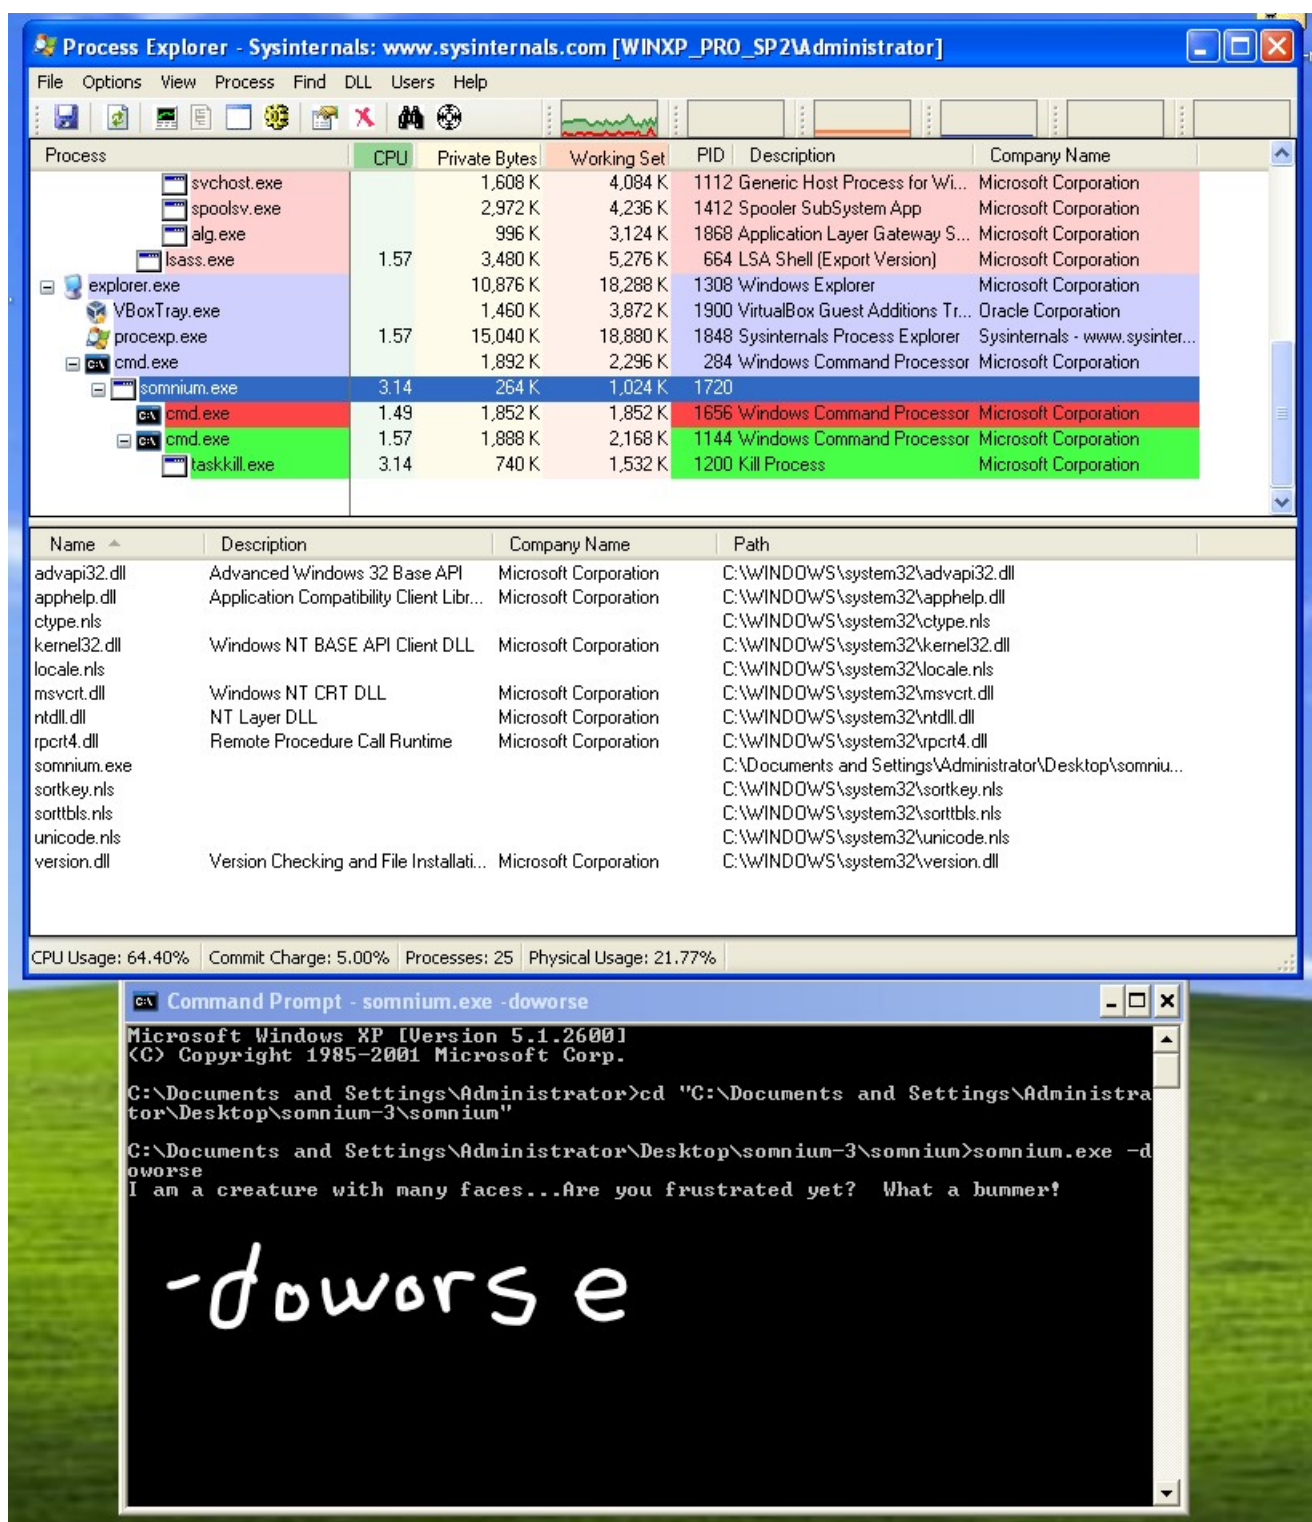 Process Explorer - Sysinternals: www.sysinternals.com [WINXP_PRO_SP2\Administrator]
File Options View Process Find DLL Users Help
Process CPU Private Bytes Working Set PID Description Company Name
svchost.exe 1,608 K 4,084 K 1112 Generic Host Process for Wi... Microsoft Corporation
spoolsv.exe 2,972 K 4,236 K 1412 Spooler SubSystem App Microsoft Corporation
alg.exe 996 K 3,124 K 1868 Application Layer Gateway S... Microsoft Corporation
lsass.exe 1.57 3,480 K 5,276 K 664 LSA Shell (Export Version) Microsoft Corporation
explorer.exe 10,876 K 18,288 K 1308 Windows Explorer Microsoft Corporation
VBoxTray.exe 1,460 K 3,872 K 1900 VirtualBox Guest Additions Tr... Oracle Corporation
procexp.exe 1.57 15,040 K 18,880 K 1848 Sysinternals Process Explorer Sysinternals - www.sysinter...
cmd.exe 1,892 K 2,296 K 284 Windows Command Processor Microsoft Corporation
somnium.exe 3.14 264 K 1,024 K 1720
cmd.exe 1.49 1,852 K 1,852 K 1656 Windows Command Processor Microsoft Corporation
cmd.exe 1.57 1,888 K 2,168 K 1144 Windows Command Processor Microsoft Corporation
taskkill.exe 3.14 740 K 1,532 K 1200 Kill Process Microsoft Corporation
Name Description Company Name Path
advapi32.dll Advanced Windows 32 Base API Microsoft Corporation C:\WINDOWS\system32\advapi32.dll
apphelp.dll Application Compatibility Client Libr... Microsoft Corporation C:\WINDOWS\system32\apphelp.dll
ctype.nls C:\WINDOWS\system32\ctype.nls
kernel32.dll Windows NT BASE API Client DLL Microsoft Corporation C:\WINDOWS\system32\kernel32.dll
locale.nls C:\WINDOWS\system32\locale.nls
msvcrt.dll Windows NT CRT DLL Microsoft Corporation C:\WINDOWS\system32\msvcrt.dll
ntdll.dll NT Layer DLL Microsoft Corporation C:\WINDOWS\system32\ntdll.dll
rpcrt4.dll Remote Procedure Call Runtime Microsoft Corporation C:\WINDOWS\system32\rpcrt4.dll
somnium.exe C:\Documents and Settings\Administrator\Desktop\somniu...
sortkey.nls C:\WINDOWS\system32\sortkey.nls
sorttbls.nls C:\WINDOWS\system32\sorttbls.nls
unicode.nls C:\WINDOWS\system32\unicode.nls
version.dll Version Checking and File Installati... Microsoft Corporation C:\WINDOWS\system32\version.dll
CPU Usage: 64.40% Commit Charge: 5.00% Processes: 25 Physical Usage: 21.77%
Command Prompt - somnium.exe -doworse
Microsoft Windows XP [Version 5.1.2600]
(C) Copyright 1985-2001 Microsoft Corp.
C:\Documents and Settings\Administrator>cd "C:\Documents and Settings\Administra
tor\Desktop\somnium-3\somnium"
C:\Documents and Settings\Administrator\Desktop\somnium-3\somnium>somnium.exe -d
oworse
I am a creature with many faces...Are you frustrated yet?  What a bummer!
-doworse